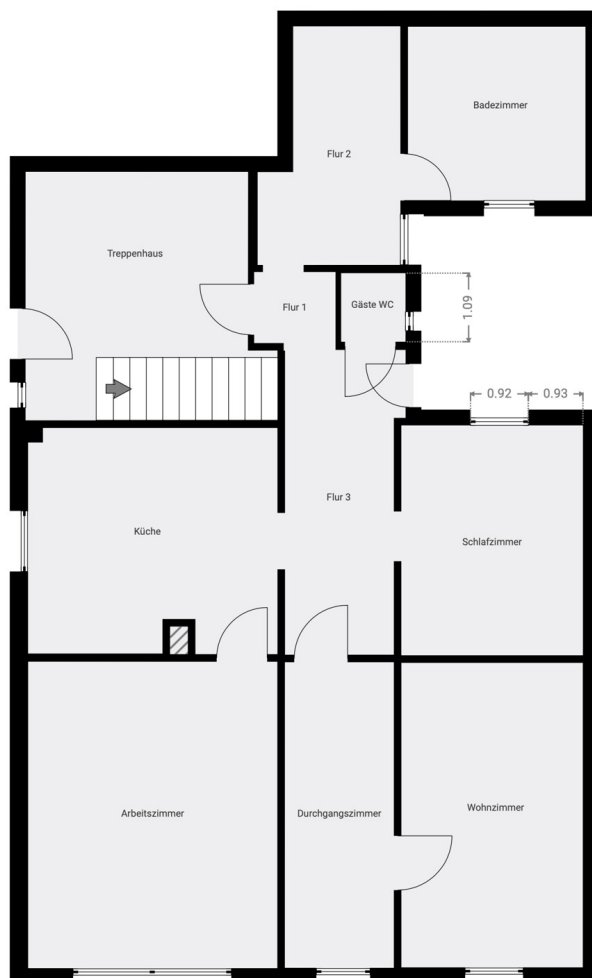 Badezimmer
Flur 2
Treppenhaus
Flur 1
Gäste WC
1.09
0.92
0.93
Flur 3
Küche
Schlafzimmer
Arbeitszimmer
Durchgangszimmer
Wohnzimmer